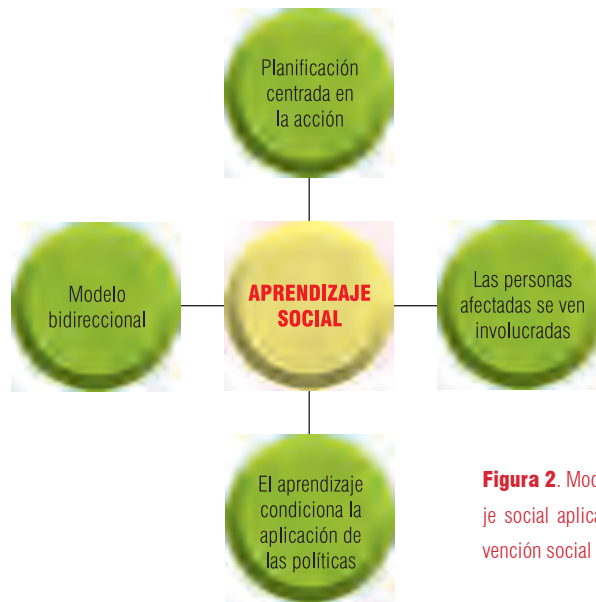 Planificación
centrada en
la acción
Modelo
bidireccional
APRENDIZAJE
SOCIAL
Las personas
afectadas se ven
involucradas
El aprendizaje
condiciona la
aplicación de
las políticas
Figura 2. Mod
je social aplica
vención social